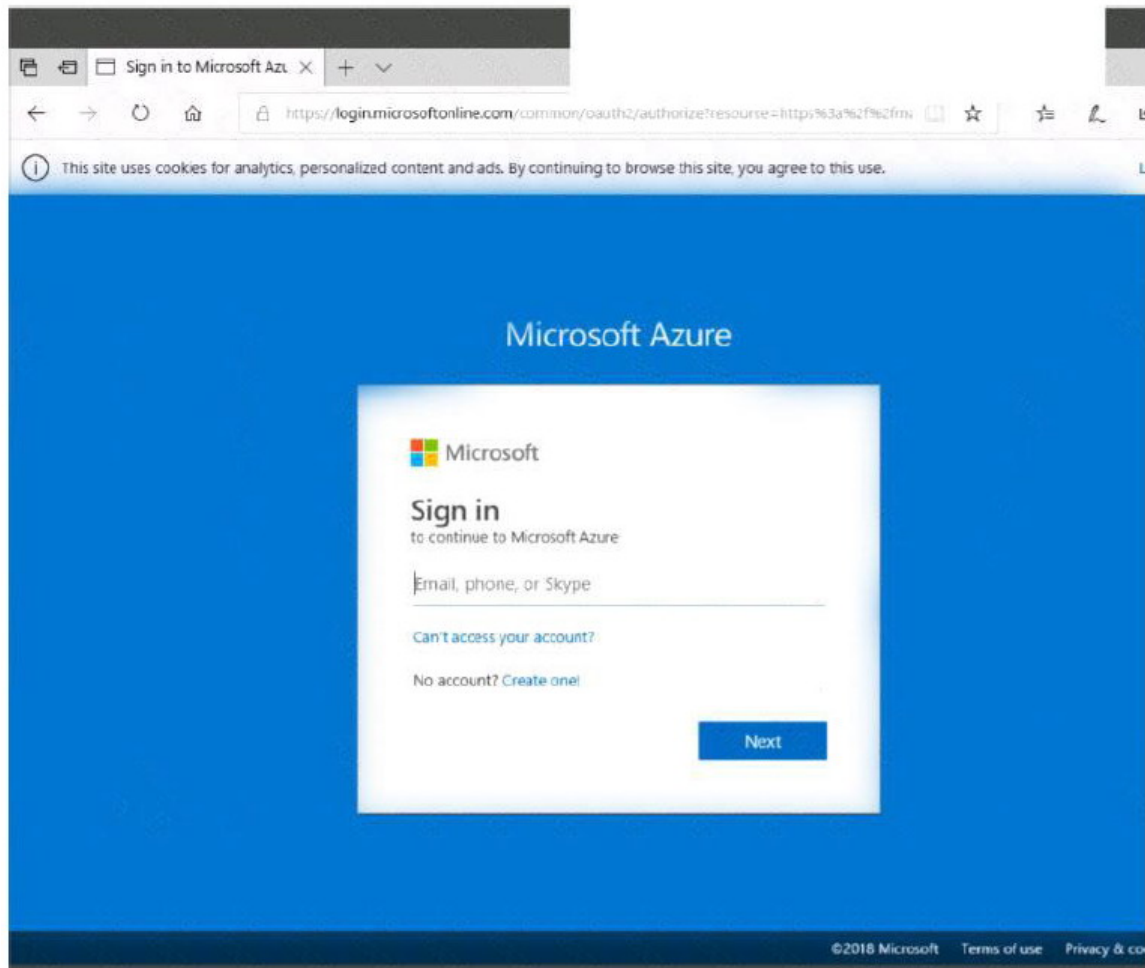 Sign in to Microsoft Azu
https://login.microsoftonline.com/common/oauth2/authorize?resource=https%3a%2f%2fm
This site uses cookies for analytics, personalized content and ads. By continuing to browse this site, you agree to this use.
Microsoft Azure
Microsoft
Sign in
to continue to Microsoft Azure
Email, phone, or Skype
Can't access your account?
No account? Create one!
Next
©2018 Microsoft Terms of use Privacy & co